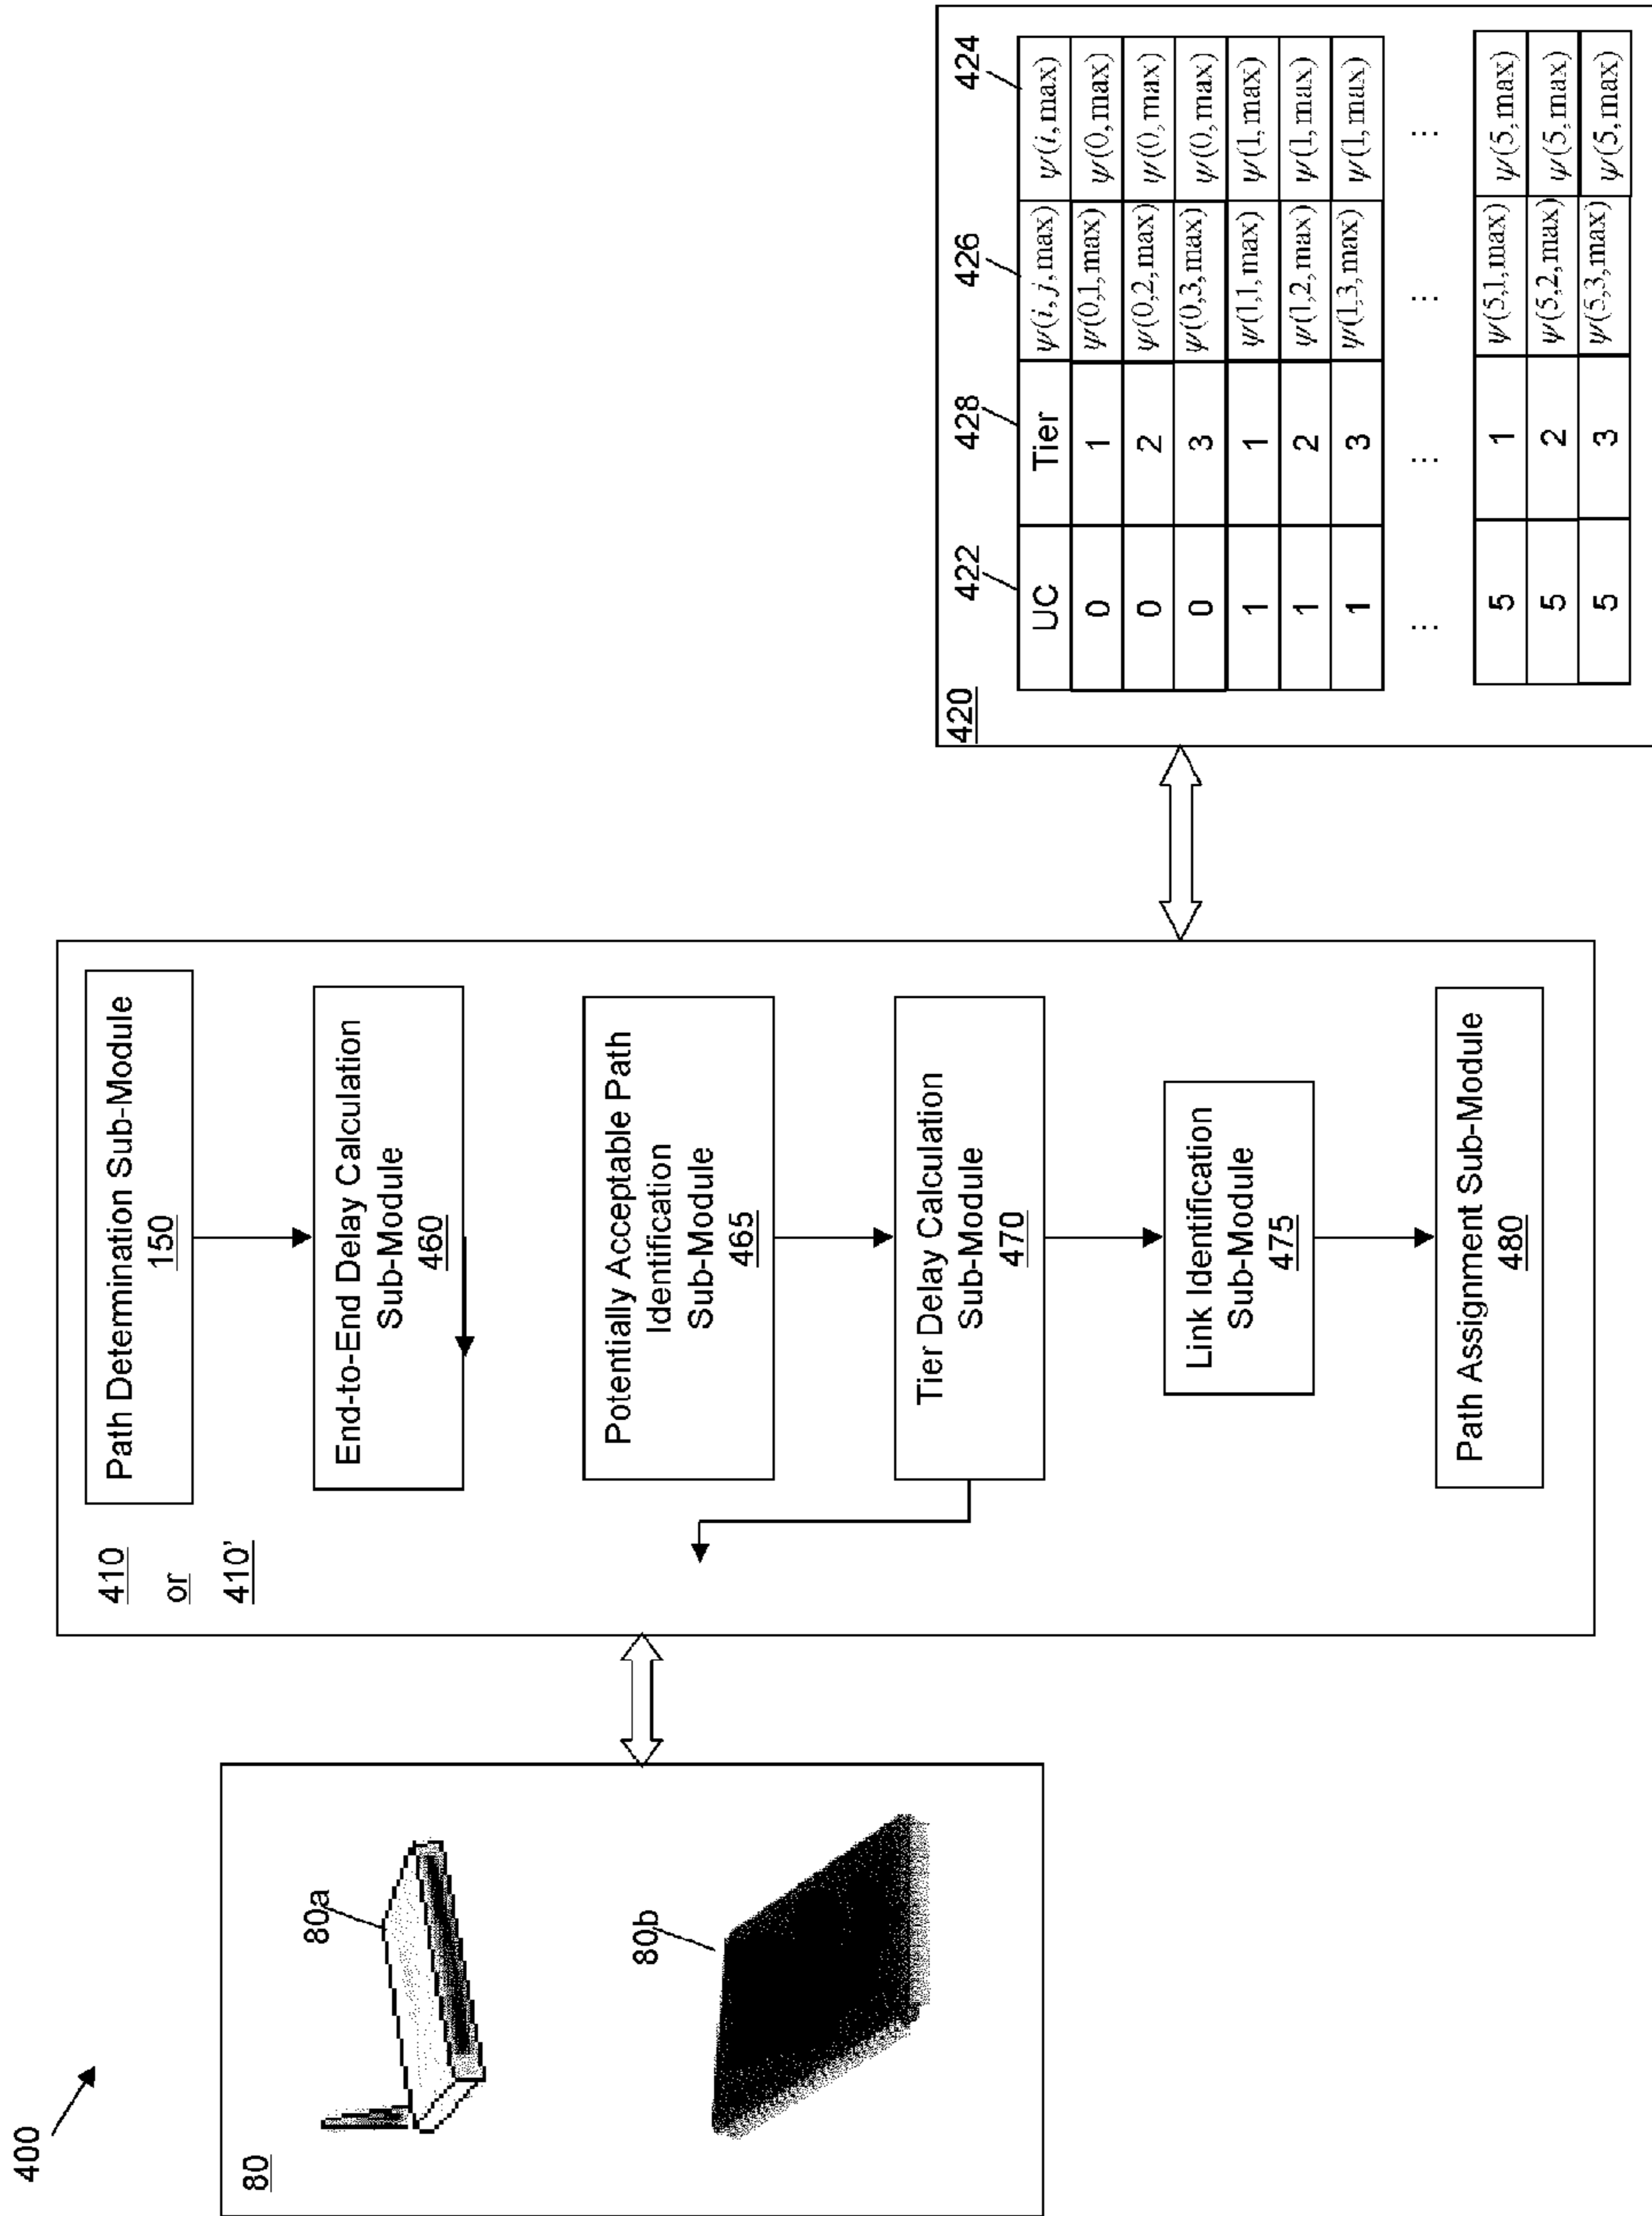 400
80
80a
80b
410
or
410'
Path Determination Sub-Module
150
End-to-End Delay Calculation
Sub-Module
460
Potentially Acceptable Path
Identification
Sub-Module
465
Tier Delay Calculation
Sub-Module
470
Link Identification
Sub-Module
475
Path Assignment Sub-Module
480
420
422 428 426 424
UC Tier ψ(i,j,max) ψ(i,max)
0 1 ψ(0,1,max) ψ(0,max)
0 2 ψ(0,2,max) ψ(0,max)
0 3 ψ(0,3,max) ψ(0,max)
1 1 ψ(1,1,max) ψ(1,max)
1 2 ψ(1,2,max) ψ(1,max)
1 3 ψ(1,3,max) ψ(1,max)
... ... ... ...
5 1 ψ(5,1,max) ψ(5,max)
5 2 ψ(5,2,max) ψ(5,max)
5 3 ψ(5,3,max) ψ(5,max)